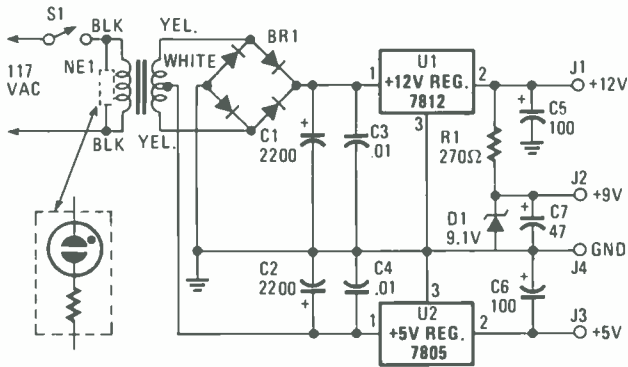 S1
BLK
YEL.
BR1
NE1
WHITE
117
VAC
BLK
YEL.
C1
2200
+
C3
.01
1
U1
+12V REG.
7812
2
3
R1
270Ω
+
C5
100
J1
+12V
J2
+9V
D1
9.1V
+
C7
47
GND
J4
C2
2200
+
C4
.01
3
1
U2
+5V REG.
7805
2
C6
100
+
J3
+5V